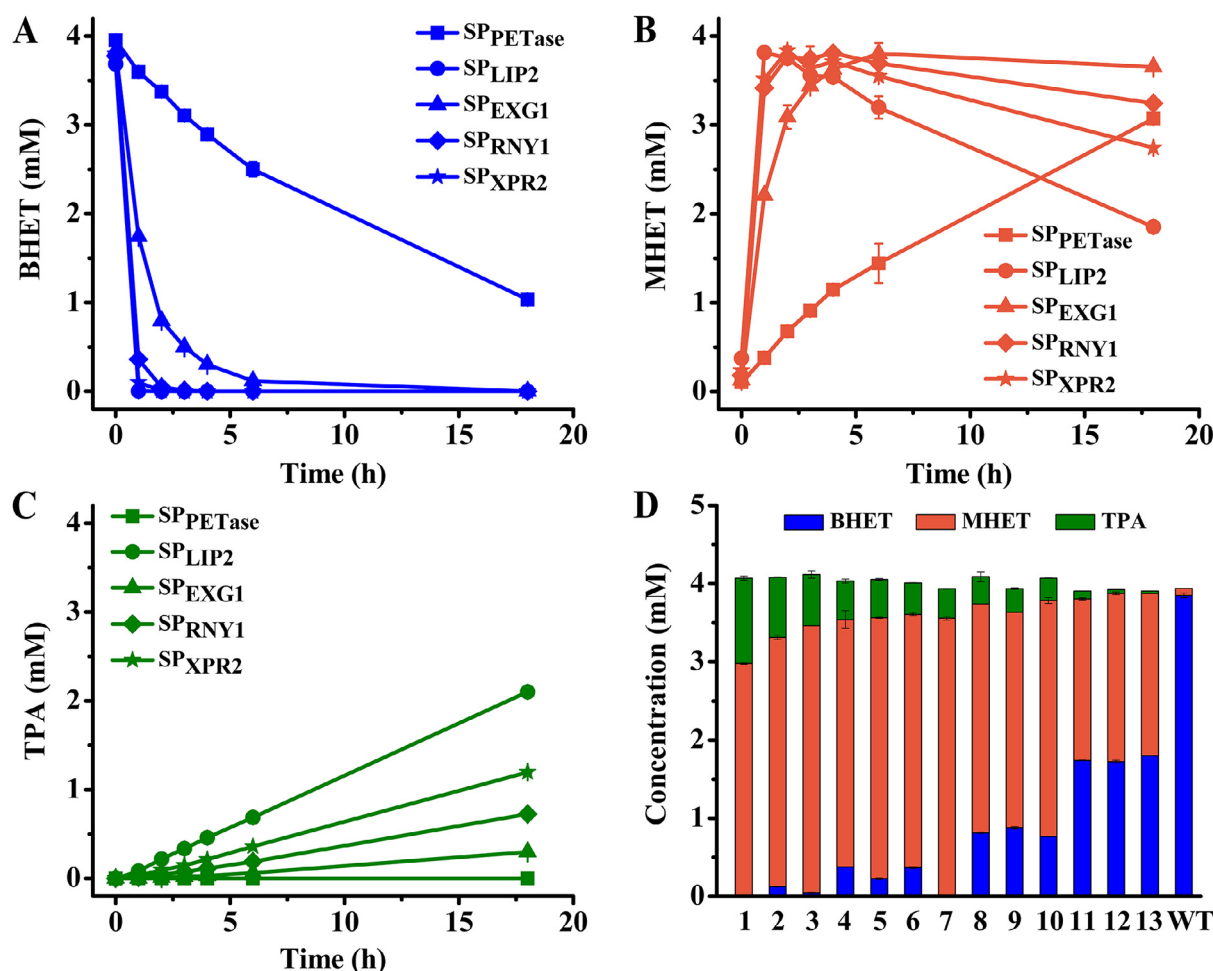 A
BHET (mM)
4
3
2
1
0
0 5 10 15 20
Time (h)
SPPETase
SPLIP2
SPEXG1
SPRNY1
SPXPR2
B
MHET (mM)
4
3
2
1
0
0 5 10 15 20
Time (h)
SPPETase
SPLIP2
SPEXG1
SPRNY1
SPXPR2
C
TPA (mM)
4
3
2
1
0
0 5 10 15 20
Time (h)
SPPETase
SPLIP2
SPEXG1
SPRNY1
SPXPR2
D
Concentration (mM)
5
4
3
2
1
0
BHET MHET TPA
1 2 3 4 5 6 7 8 9 10 11 12 13 WT